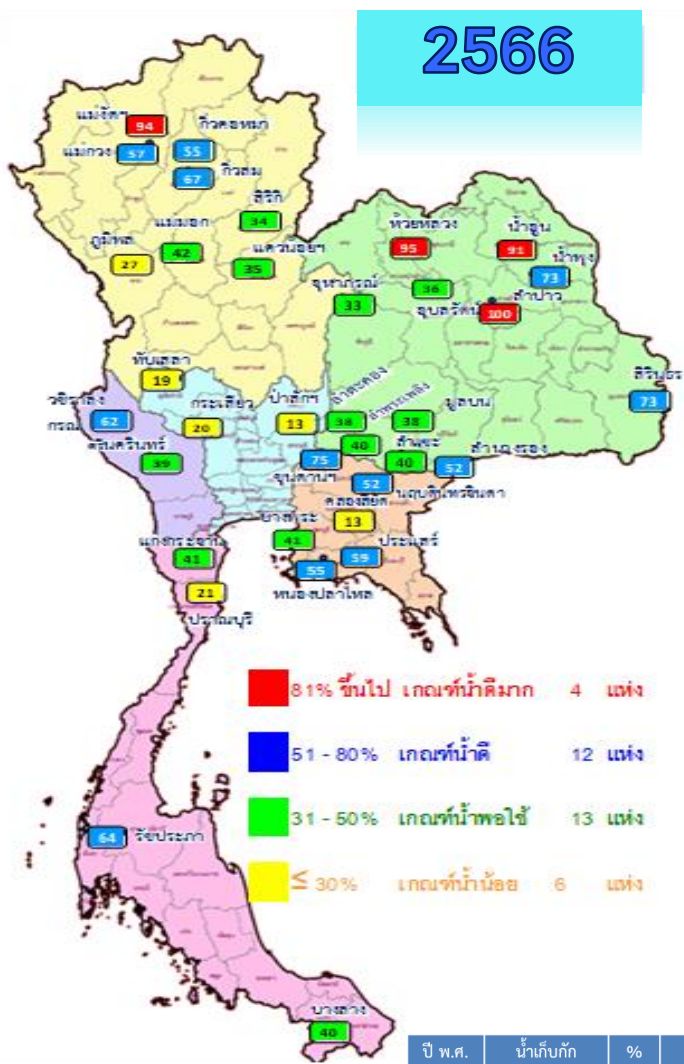 2566
แม่งัดฯ
94
กิ่วคอหมา
แม่กวง
57
55
กิ่วลม
67
สิริกิ
34
แม่มอก
42
ภูมิพล
27
แควน้อยฯ
35
ห้วยหลวง
95
น้ำอูน
91
น้ำพุง
73
จุฬาภรณ์
33
36
อุบลรัตน์
ลำปาว
100
สิรินธร
73
ทับเสลา
19
วชิราลง
กรณ
62
กระเสียว
20
ป่าสักฯ
13
ลำตะคอง
38
ลำพระเพลิง
40
38
มูลบน
ลำแซะ
40
ลำนางรอง
52
ศรีนครินทร์
39
75
ขุนด่านฯ
52
นฤบดินทรจินดา
คลองสียัด
13
บางพระ
41
ประแสร์
59
55
หนองปลาไหล
แก่งกระจาน
41
21
ปราณบุรี
81% ขึ้นไป เกณฑ์น้ำดีมาก 4 แห่ง
51 - 80% เกณฑ์น้ำดี 12 แห่ง
31 - 50% เกณฑ์น้ำพอใช้ 13 แห่ง
≤ 30% เกณฑ์น้ำน้อย 6 แห่ง
64 รัชประภา
บางลาง
40
ปี พ.ศ. น้ำเก็บกัก %